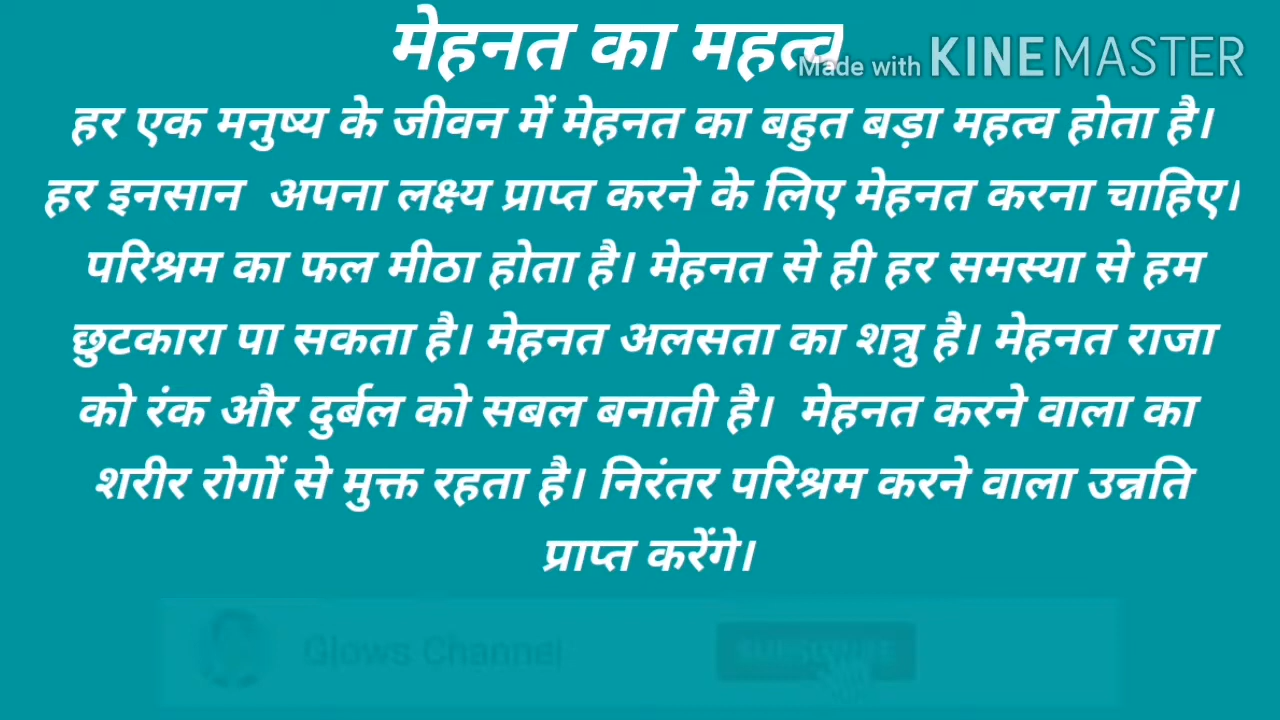 मेहनत का महत्व
Made with KINEMASTER
हर एक मनुष्य के जीवन में मेहनत का बहुत बड़ा महत्व होता है।
हर इनसान अपना लक्ष्य प्राप्त करने के लिए मेहनत करना चाहिए।
परिश्रम का फल मीठा होता है। मेहनत से ही हर समस्या से हम
छुटकारा पा सकता है। मेहनत अलसता का शत्रु है। मेहनत राजा
को रंक और दुर्बल को सबल बनाती है। मेहनत करने वाला का
शरीर रोगों से मुक्त रहता है। निरंतर परिश्रम करने वाला उन्नति
प्राप्त करेंगे।
Glows Channel
SUBSCRIBE